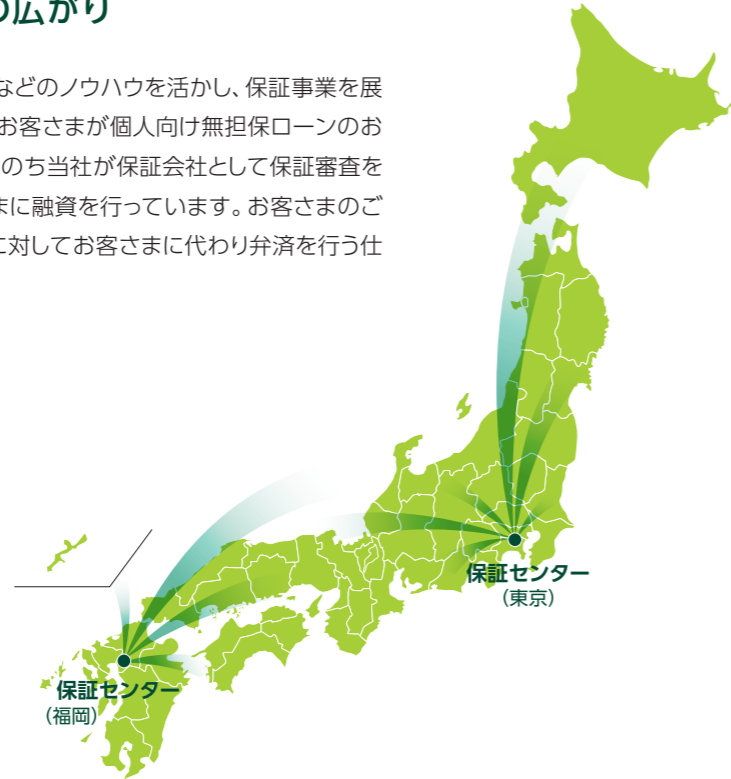 の広がり
などのノウハウを活かし、保証事業を展
お客さまが個人向け無担保ローンのお
のち当社が保証会社として保証審査を
まに融資を行っています。お客さまのご
に対してお客さまに代わり弁済を行う仕
保証センター
（東京）
保証センター
（福岡）